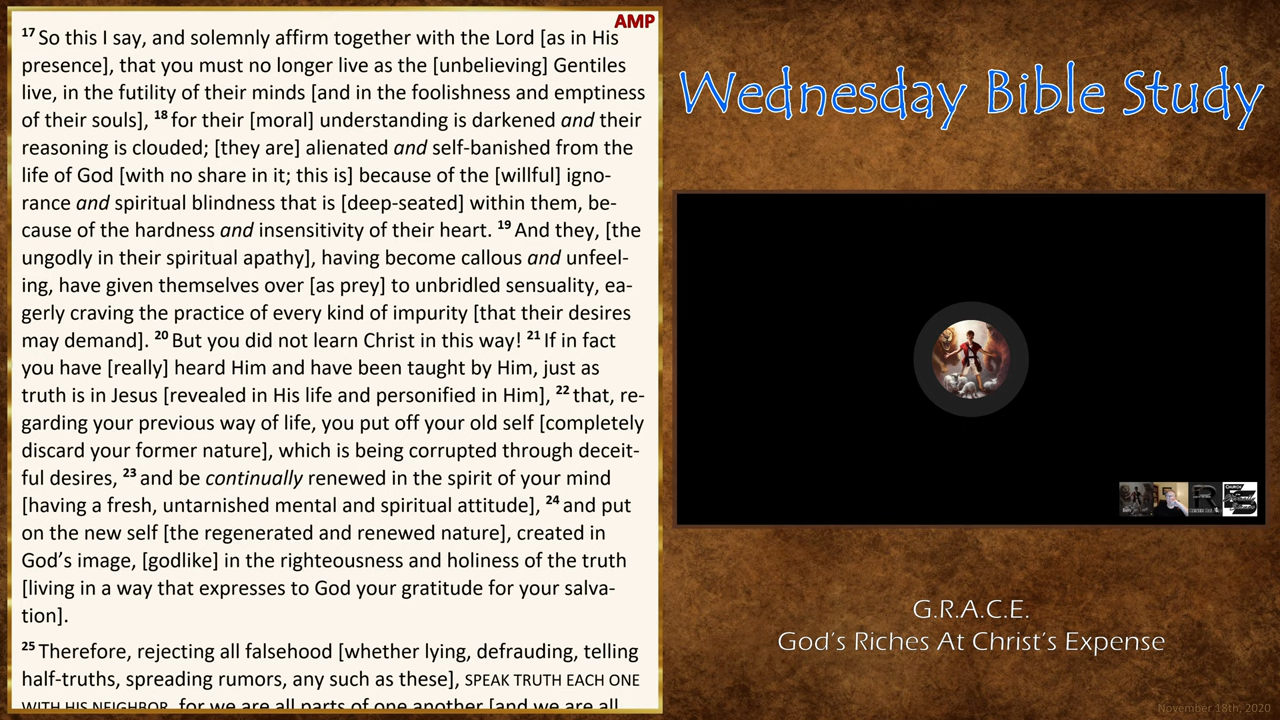 AMP
17 So this I say, and solemnly affirm together with the Lord [as in His
presence], that you must no longer live as the [unbelieving] Gentiles
live, in the futility of their minds [and in the foolishness and emptiness
of their souls], 18 for their [moral] understanding is darkened and their
reasoning is clouded; [they are] alienated and self-banished from the
life of God [with no share in it; this is] because of the [willful] igno-
rance and spiritual blindness that is [deep-seated] within them, be-
cause of the hardness and insensitivity of their heart. 19 And they, [the
ungodly in their spiritual apathy], having become callous and unfeel-
ing, have given themselves over [as prey] to unbridled sensuality, ea-
gerly craving the practice of every kind of impurity [that their desires
may demand]. 20 But you did not learn Christ in this way! 21 If in fact
you have [really] heard Him and have been taught by Him, just as
truth is in Jesus [revealed in His life and personified in Him], 22 that, re-
garding your previous way of life, you put off your old self [completely
discard your former nature], which is being corrupted through deceit-
ful desires, 23 and be continually renewed in the spirit of your mind
[having a fresh, untarnished mental and spiritual attitude], 24 and put
on the new self [the regenerated and renewed nature], created in
God's image, [godlike] in the righteousness and holiness of the truth
[living in a way that expresses to God your gratitude for your salva-
tion].
25 Therefore, rejecting all falsehood [whether lying, defrauding, telling
half-truths, spreading rumors, any such as these], SPEAK TRUTH EACH ONE
WITH HIS NEIGHBOR, for we are all parts of one another [and we are all
Wednesday Bible Study
G.R.A.C.E.
God's Riches At Christ's Expense
November 18th, 2020